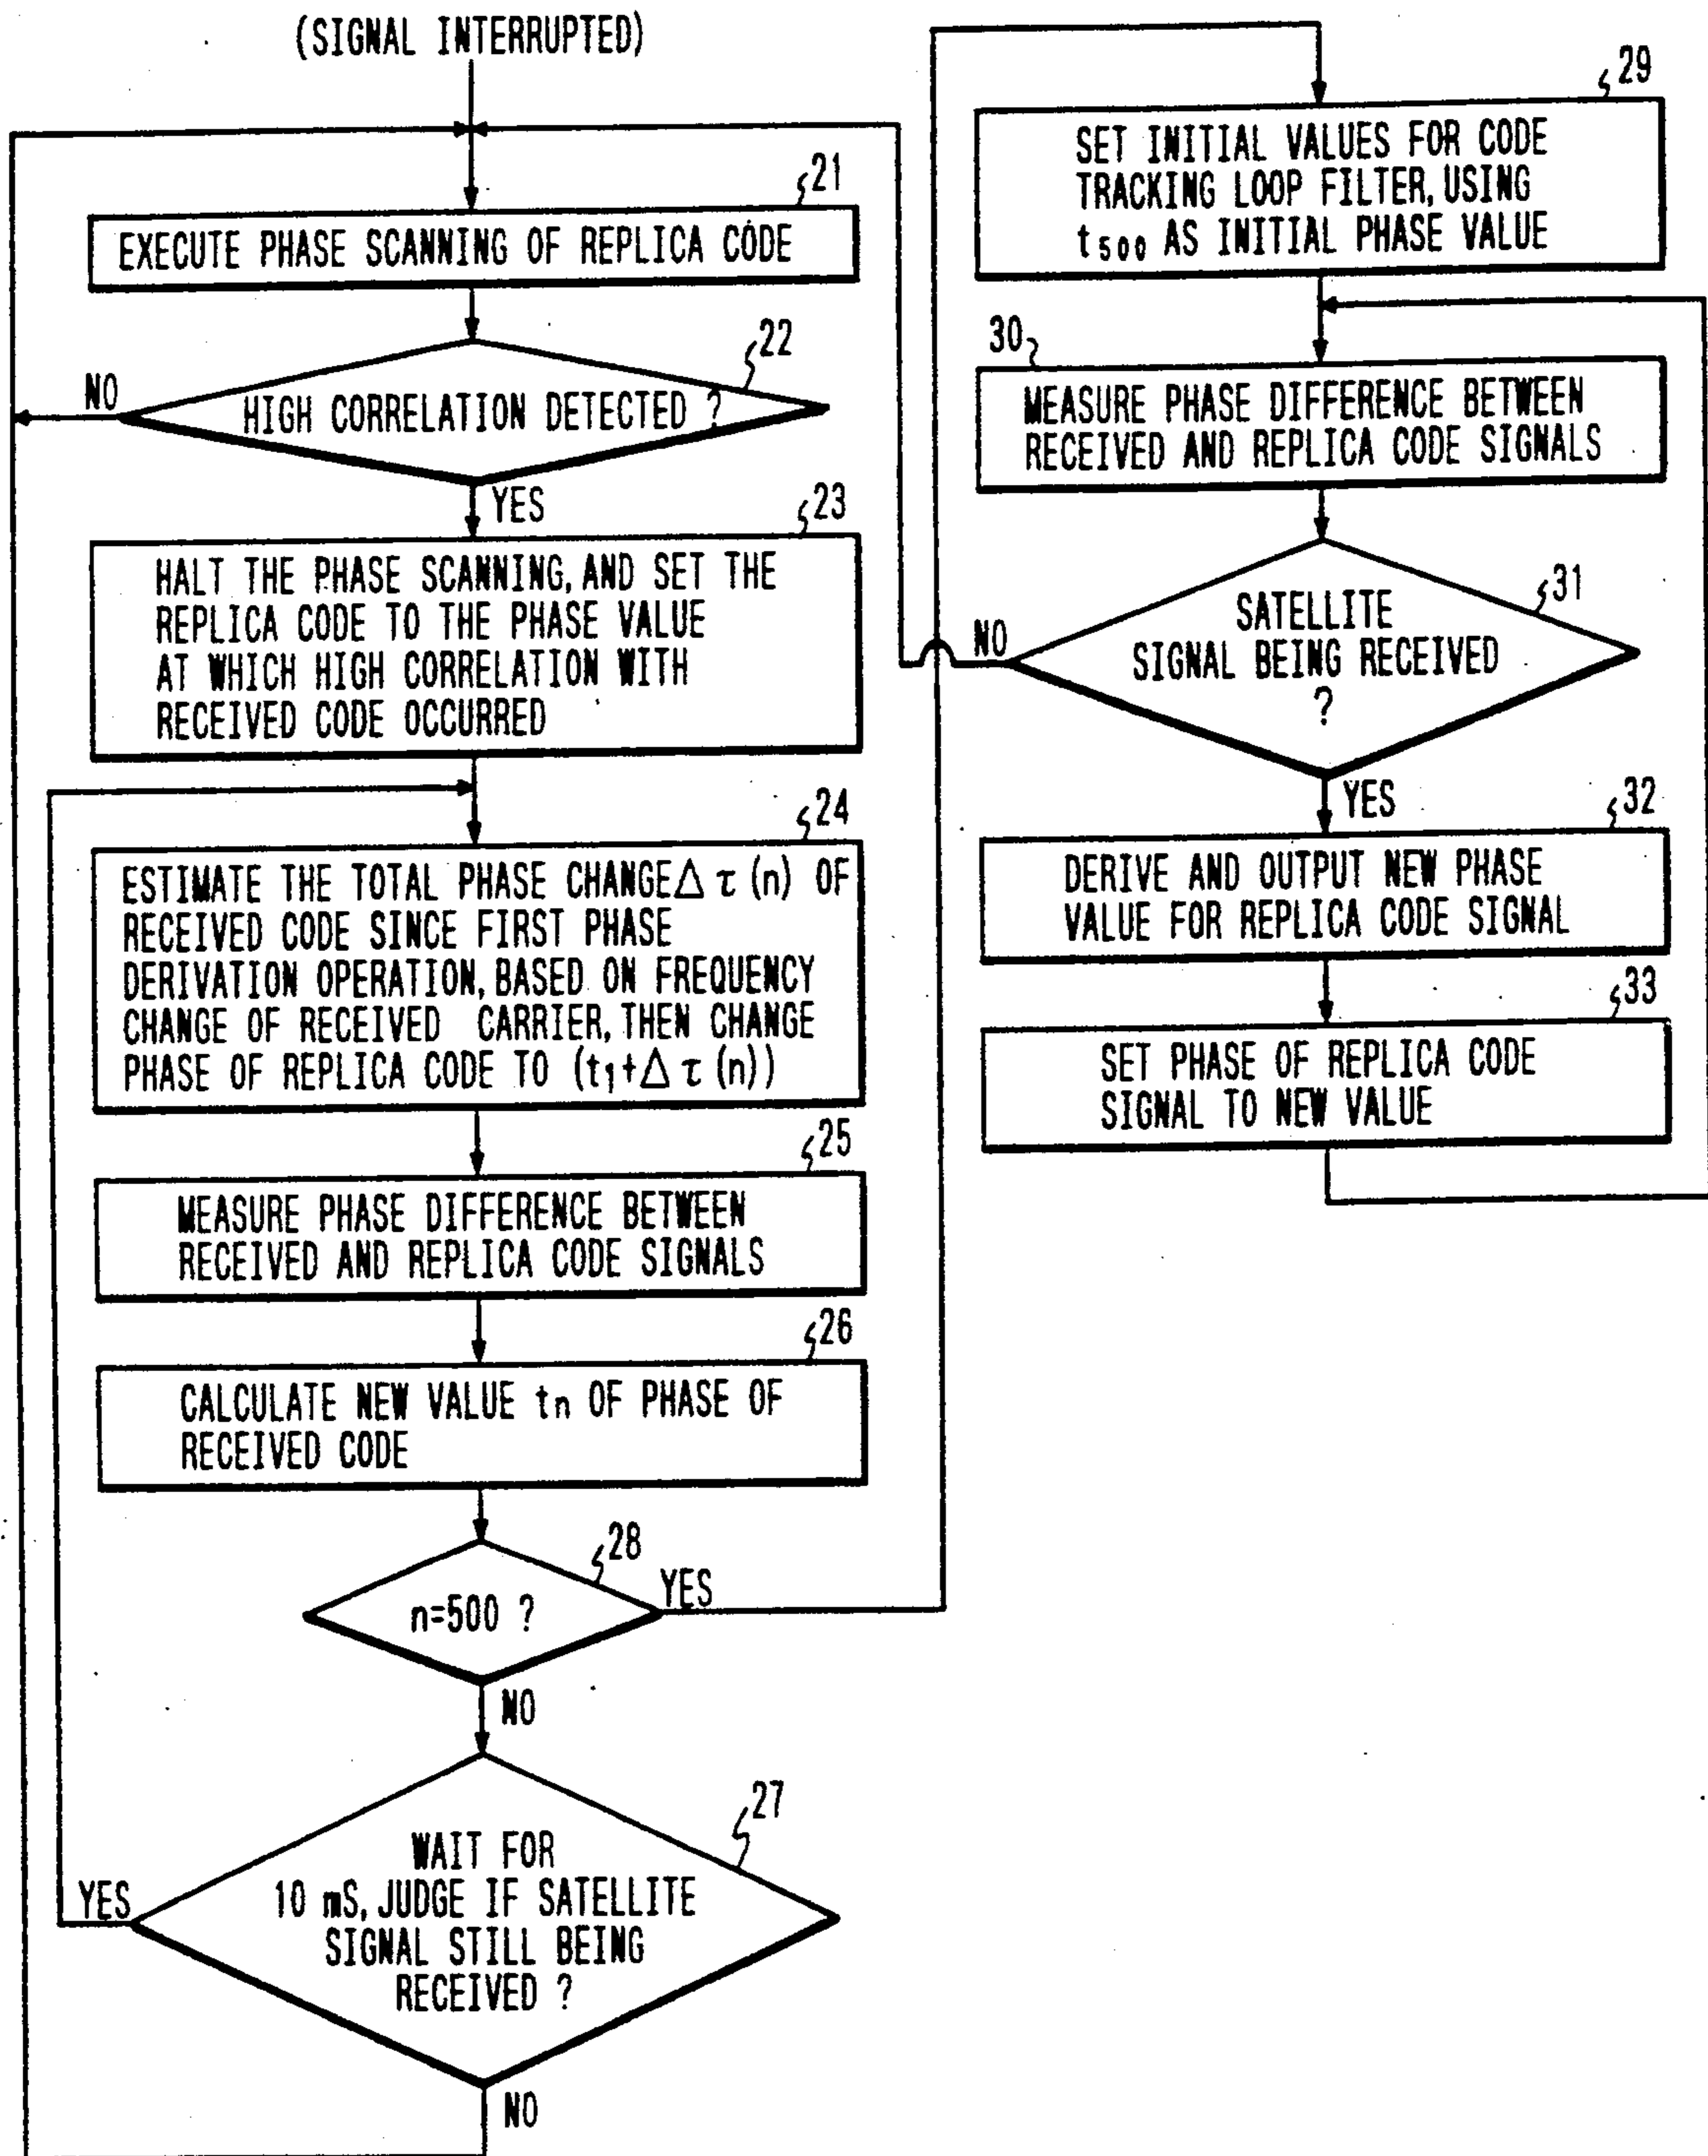 (SIGNAL INTERRUPTED)
21
EXECUTE PHASE SCANNING OF REPLICA CODE
22
HIGH CORRELATION DETECTED ?
NO
YES
23
HALT THE PHASE SCANNING, AND SET THE
REPLICA CODE TO THE PHASE VALUE
AT WHICH HIGH CORRELATION WITH
RECEIVED CODE OCCURRED
24
ESTIMATE THE TOTAL PHASE CHANGE Δ τ (n) OF
RECEIVED CODE SINCE FIRST PHASE
DERIVATION OPERATION, BASED ON FREQUENCY
CHANGE OF RECEIVED CARRIER, THEN CHANGE
PHASE OF REPLICA CODE TO (t₁+Δ τ (n))
25
MEASURE PHASE DIFFERENCE BETWEEN
RECEIVED AND REPLICA CODE SIGNALS
26
CALCULATE NEW VALUE tn OF PHASE OF
RECEIVED CODE
28
n=500 ?
YES
NO
27
WAIT FOR
10 mS, JUDGE IF SATELLITE
SIGNAL STILL BEING
RECEIVED ?
YES
NO
29
SET INITIAL VALUES FOR CODE
TRACKING LOOP FILTER, USING
t₅₀₀ AS INITIAL PHASE VALUE
30
MEASURE PHASE DIFFERENCE BETWEEN
RECEIVED AND REPLICA CODE SIGNALS
31
SATELLITE
SIGNAL BEING RECEIVED
?
NO
YES
32
DERIVE AND OUTPUT NEW PHASE
VALUE FOR REPLICA CODE SIGNAL
33
SET PHASE OF REPLICA CODE
SIGNAL TO NEW VALUE